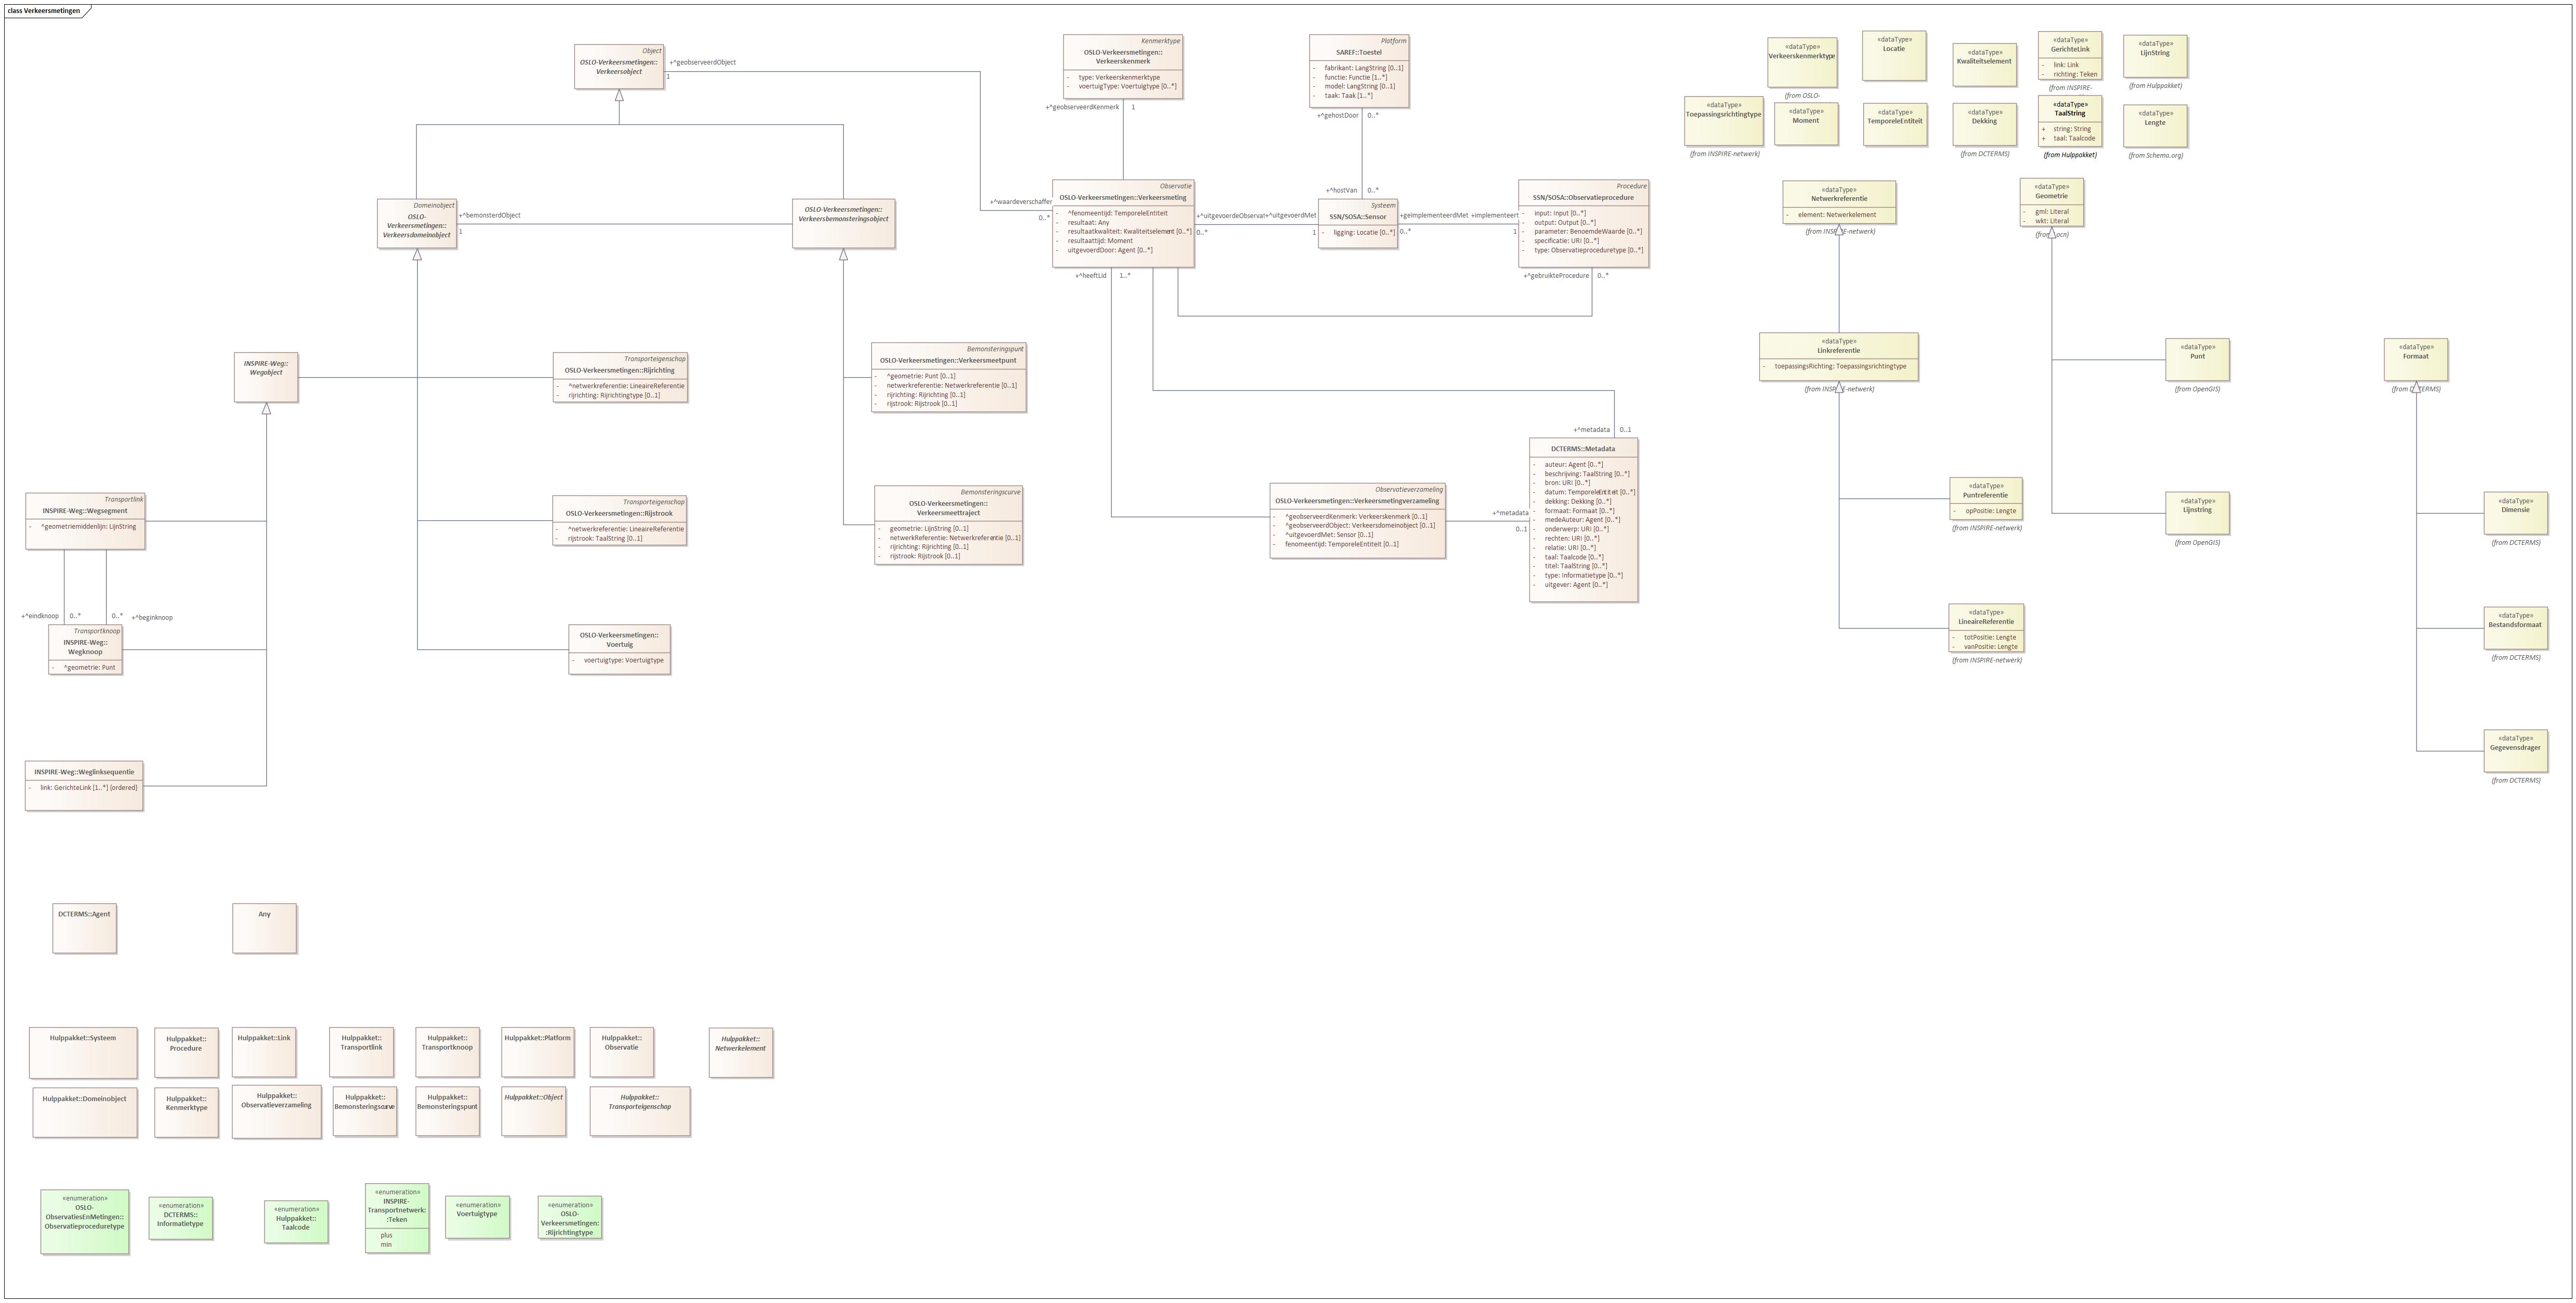 class Verkeersmetingen
Object
OSLO-Verkeersmetingen::
Verkeersobject
+^geobserveerdObject
1
Kenmerktype
OSLO-Verkeersmetingen::
Verkeerskenmerk
- type: Verkeerskenmerktype
- voertuigType: Voertuigtype [0..*]
+^geobserveerdKenmerk 1
Platform
SAREF::Toestel
- fabrikant: LangString [0..1]
- functie: Functie [1..*]
- model: LangString [0..1]
- taak: Taak [1..*]
+^gehostDoor 0..*
+^hostVan 0..*
Domeinobject
OSLO-
Verkeersmetingen::
Verkeersdomeinobject
+^bemonsterdObject
1
OSLO-Verkeersmetingen::
Verkeersbemonsteringsobject
+^waardeverschaffer
0..*
Observatie
OSLO-Verkeersmetingen::Verkeersmeting
- ^fenomeentijd: TemporeleEntiteit
- resultaat: Any
- resultaatkwaliteit: Kwaliteitselement [0..*]
- resultaattijd: Moment
- uitgevoerdDoor: Agent [0..*]
+^uitgevoerdeObservat +^uitgevoerdMet
0..* 1
Systeem
SSN/SOSA::Sensor
- ligging: Locatie [0..*]
+geïmplementeerdMet +implementeert
0..* 1
Procedure
SSN/SOSA::Observatieprocedure
- input: Input [0..*]
- output: Output [0..*]
- parameter: BenoemdeWaarde [0..*]
- specificatie: URI [0..*]
- type: Observatieproceduretype [0..*]
+^heeftLid 1..*
+^gebruikteProcedure 0..*
INSPIRE-Weg::
Wegobject
Transporteigenschap
OSLO-Verkeersmetingen::Rijrichting
- ^netwerkreferentie: LineaireReferentie
- rijrichting: Rijrichtingtype [0..1]
Bemonsteringspunt
OSLO-Verkeersmetingen::Verkeersmeetpunt
- ^geometrie: Punt [0..1]
- netwerkreferentie: Netwerkreferentie [0..1]
- rijrichting: Rijrichting [0..1]
- rijstrook: Rijstrook [0..1]
Transportlink
INSPIRE-Weg::Wegsegment
- ^geometriemiddenlijn: LijnString
Transporteigenschap
OSLO-Verkeersmetingen::Rijstrook
- ^netwerkreferentie: LineaireReferentie
- rijstrook: TaalString [0..1]
Bemonsteringscurve
OSLO-Verkeersmetingen::
Verkeersmeettraject
- geometrie: LijnString [0..1]
- netwerkReferentie: Netwerkreferentie [0..1]
- rijrichting: Rijrichting [0..1]
- rijstrook: Rijstrook [0..1]
Observatieverzameling
OSLO-Verkeersmetingen::Verkeersmetingverzameling
- ^geobserveerdKenmerk: Verkeerskenmerk [0..1]
- ^geobserveerdObject: Verkeersdomeinobject [0..1]
- ^uitgevoerdMet: Sensor [0..1]
- fenomeentijd: TemporeleEntiteit [0..1]
+^metadata
0..1
+^metadata 0..1
DCTERMS::Metadata
- auteur: Agent [0..*]
- beschrijving: TaalString [0..*]
- bron: URI [0..*]
- datum: TemporeleEntiteit [0..*]
- dekking: Dekking [0..*]
- formaat: Formaat [0..*]
- medeAuteur: Agent [0..*]
- onderwerp: URI [0..*]
- rechten: URI [0..*]
- relatie: URI [0..*]
- taal: Taalcode [0..*]
- titel: TaalString [0..*]
- type: Informatietype [0..*]
- uitgever: Agent [0..*]
+^eindknoop 0..* 0..* +^beginknoop
Transportknoop
INSPIRE-Weg::
Wegknoop
- ^geometrie: Punt
OSLO-Verkeersmetingen::
Voertuig
- voertuigtype: Voertuigtype
INSPIRE-Weg::Weglinksequentie
- link: GerichteLink [1..*] {ordered}
«dataType»
Verkeerskenmerktype
(from OSLO-
«dataType»
Locatie
«dataType»
Kwaliteitselement
«dataType»
GerichteLink
- link: Link
- richting: Teken
(from INSPIRE-
«dataType»
LijnString
(from Hulppakket)
«dataType»
Toepassingsrichtingtype
(from INSPIRE-netwerk)
«dataType»
Moment
«dataType»
TemporeleEntiteit
«dataType»
Dekking
(from DCTERMS)
«dataType»
TaalString
+ string: String
+ taal: Taalcode
(from Hulppakket)
«dataType»
Lengte
(from Schema.org)
«dataType»
Netwerkreferentie
- element: Netwerkelement
(from INSPIRE-netwerk)
«dataType»
Geometrie
- gml: Literal
- wkt: Literal
«dataType»
Linkreferentie
- toepassingsRichting: Toepassingsrichtingtype
(from INSPIRE-netwerk)
«dataType»
Punt
(from OpenGIS)
«dataType»
Formaat
(from DCTERMS)
«dataType»
Puntreferentie
- opPositie: Lengte
(from INSPIRE-netwerk)
«dataType»
Lijnstring
(from OpenGIS)
«dataType»
Dimensie
(from DCTERMS)
«dataType»
LineaireReferentie
- totPositie: Lengte
- vanPositie: Lengte
(from INSPIRE-netwerk)
«dataType»
Bestandsformaat
(from DCTERMS)
«dataType»
Gegevensdrager
(from DCTERMS)
DCTERMS::Agent
Any
Hulppakket::Systeem
Hulppakket::
Procedure
Hulppakket::Link
Hulppakket::
Transportlink
Hulppakket::
Transportknoop
Hulppakket::Platform
Hulppakket::
Observatie
Hulppakket::
Netwerkelement
Hulppakket::Domeinobject
Hulppakket::
Kenmerktype
Hulppakket::
Observatieverzameling
Hulppakket::
Bemonsteringscurve
Hulppakket::
Bemonsteringspunt
Hulppakket::Object
Hulppakket::
Transporteigenschap
«enumeration»
OSLO-
ObservatiesEnMetingen::
Observatieproceduretype
«enumeration»
DCTERMS::
Informatietype
«enumeration»
Hulppakket::
Taalcode
«enumeration»
INSPIRE-
Transportnetwerk:
:Teken
plus
min
«enumeration»
Voertuigtype
«enumeration»
OSLO-
Verkeersmetingen:
:Rijrichtingtype